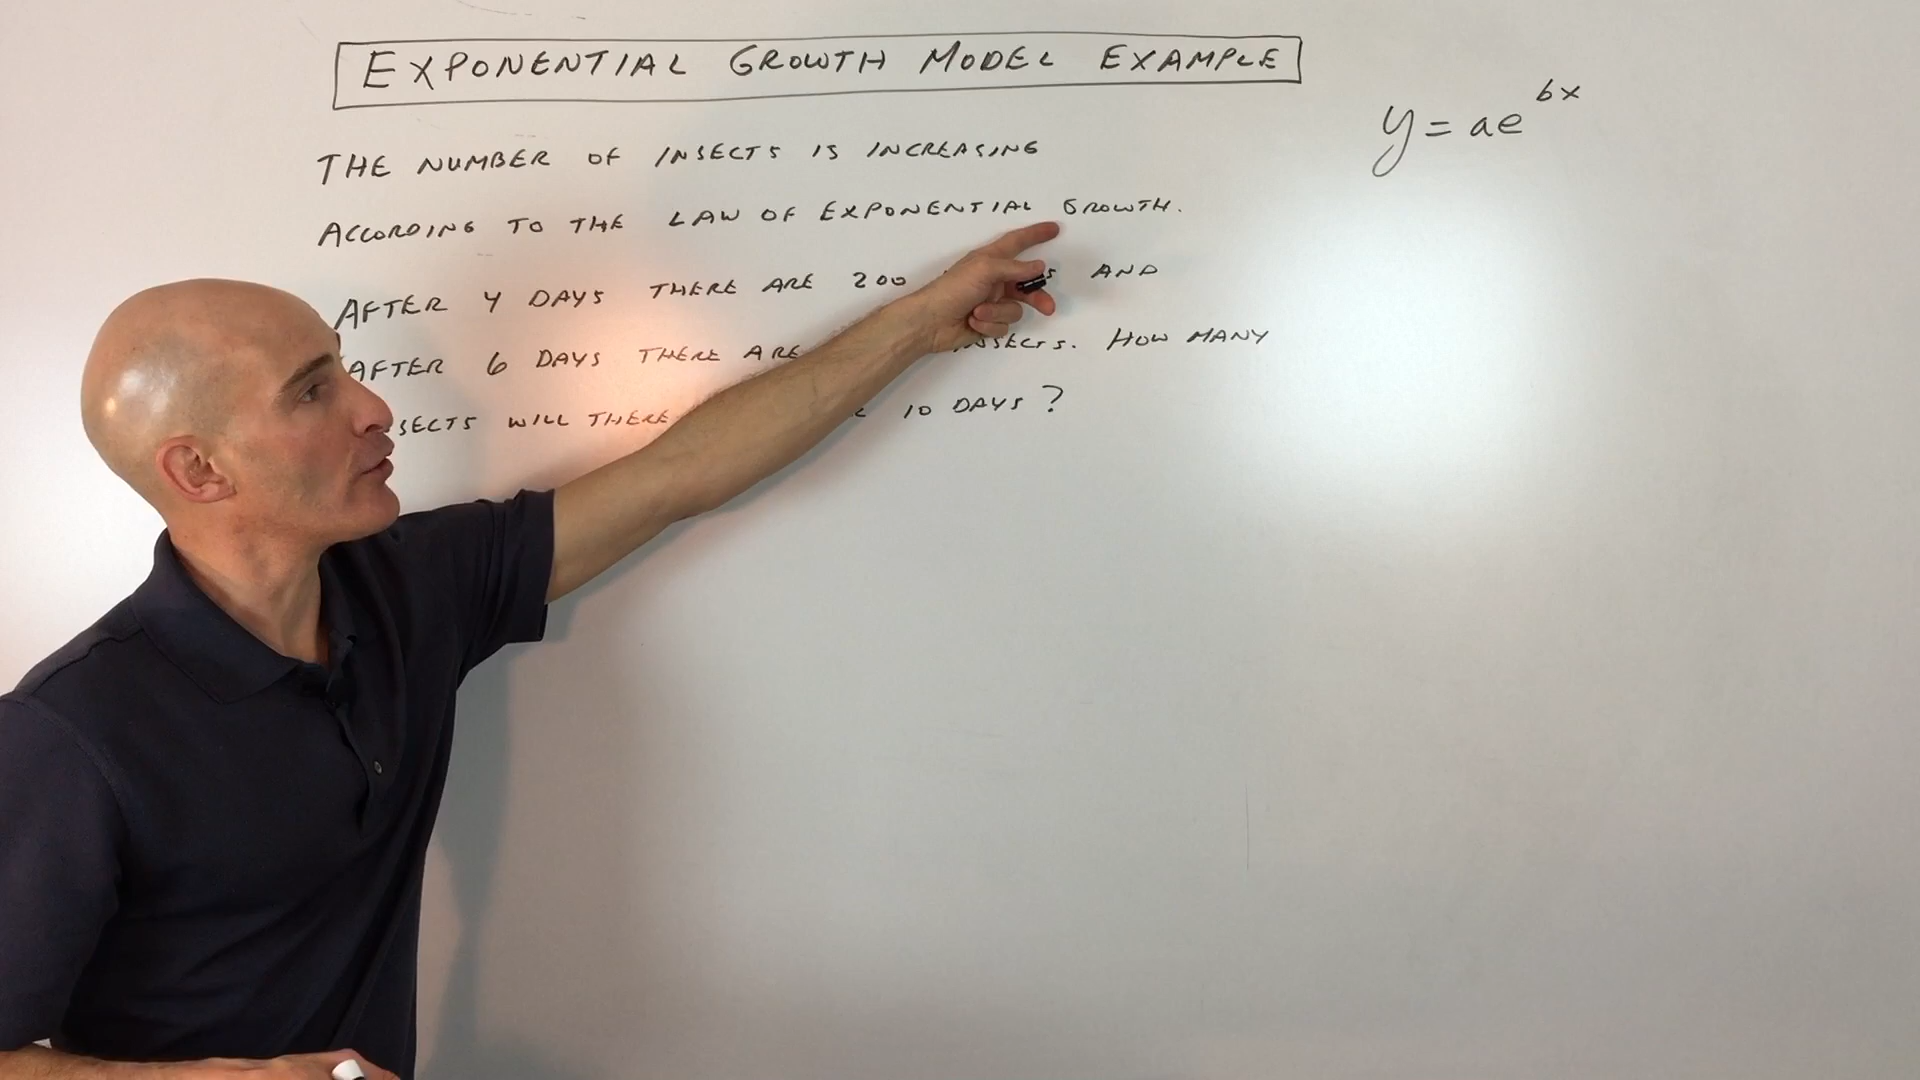 EXPONENTIAL GROWTH MODEL EXAMPLE
y = ae^bx
THE NUMBER OF INSECTS IS INCREASING
ACCORDING TO THE LAW OF EXPONENTIAL GROWTH.
AFTER 4 DAYS THERE ARE 200 AND
AFTER 6 DAYS THERE ARE INSECTS. HOW MANY
SECTS WILL THERE 10 DAYS?